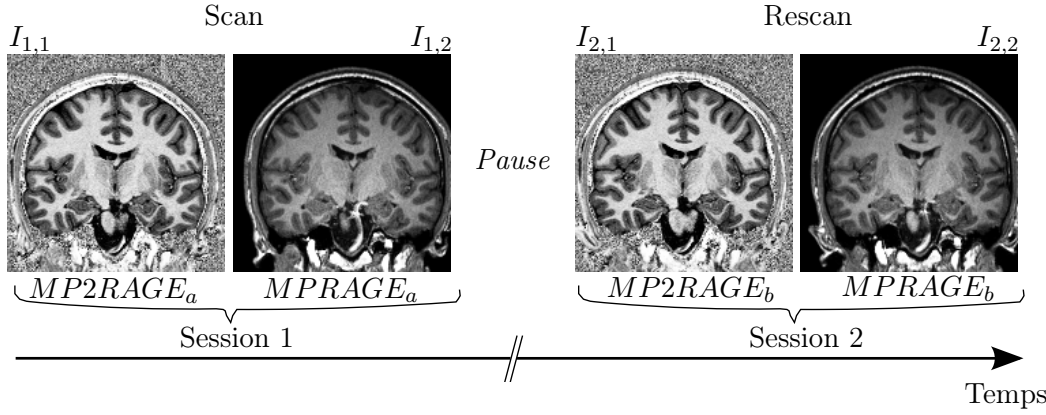 Scan Rescan
I1,1 I1,2 I2,1 I2,2
Pause
MP2RAGEa MPRAGEa MP2RAGEb MPRAGEb
Session 1 Session 2
Temps